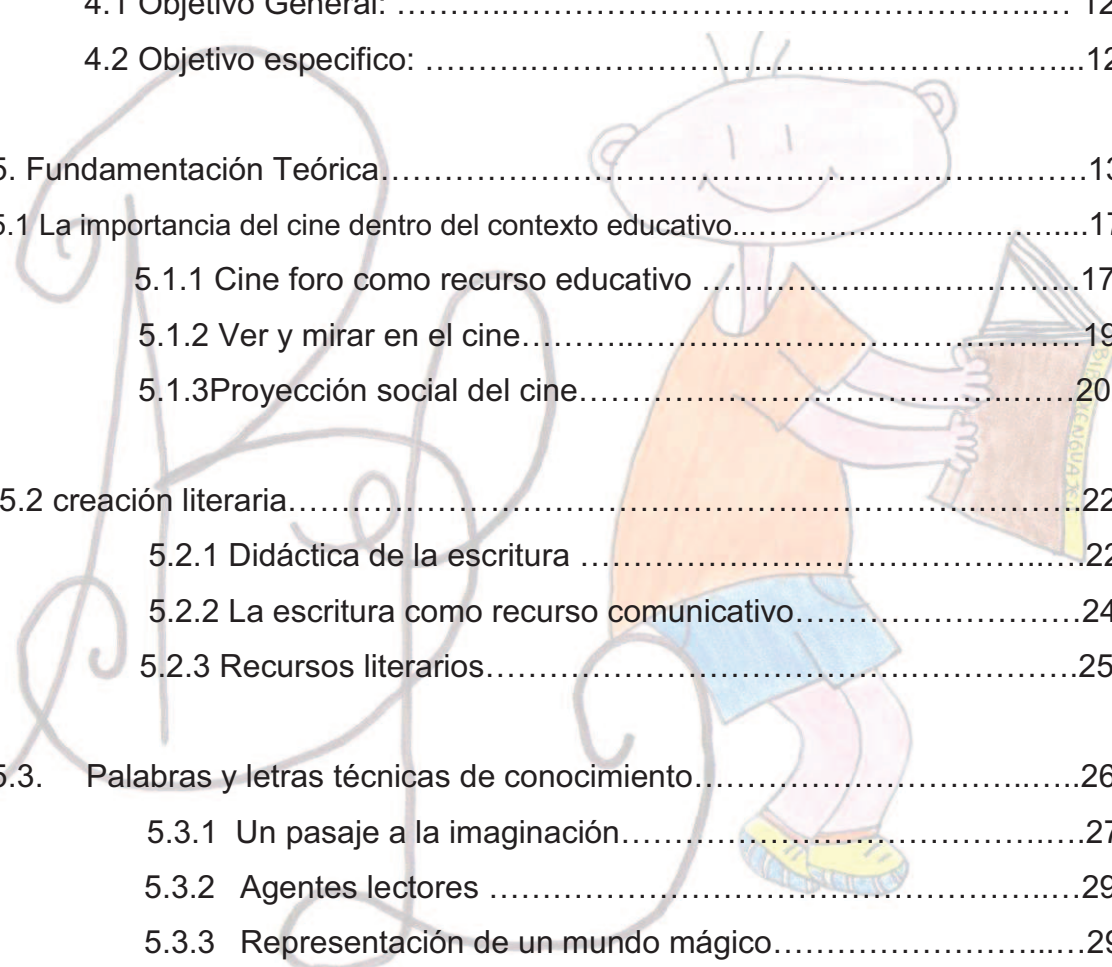 4.1 Objetivo General: ………..……………………………………..… 12
4.2 Objetivo especifico: ……….………………………..…………………...12
5. Fundamentación Teórica.…………………………………………………..…….13
5.1 La importancia del cine dentro del contexto educativo...………………………....17
5.1.1 Cine foro como recurso educativo ……………..………………….17
5.1.2 Ver y mirar en el cine………..……………………………………….19
5.1.3Proyección social del cine……………………………………………20
5.2 creación literaria……………………………………………………………….22
5.2.1 Didáctica de la escritura ………………………………………..….22
5.2.2 La escritura como recurso comunicativo…………………………24
5.2.3 Recursos literarios……………………………………………………25
5.3. Palabras y letras técnicas de conocimiento………………………………..…..26
5.3.1 Un pasaje a la imaginación…………………………………………27
5.3.2 Agentes lectores ………………………………………………….29
5.3.3 Representación de un mundo mágico……………………...….29